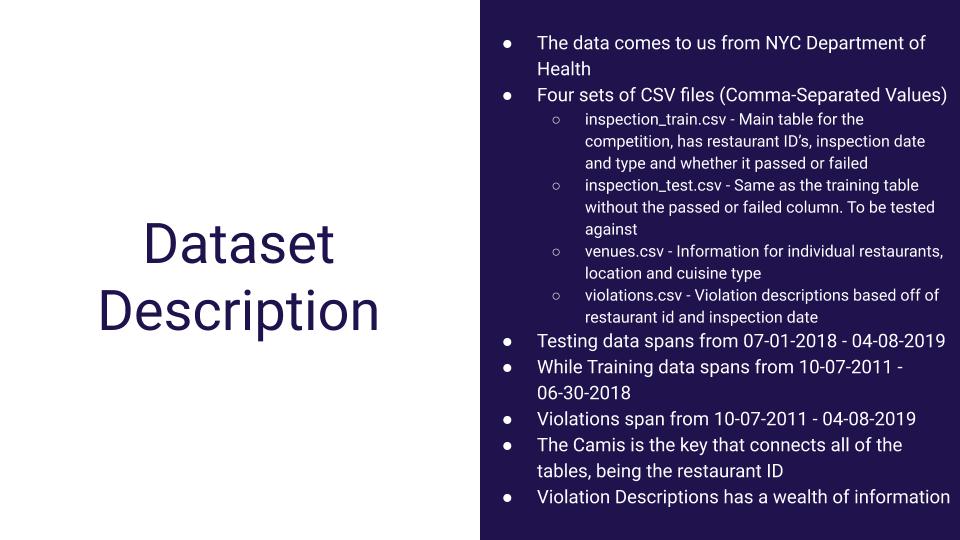 Dataset
Description
● The data comes to us from NYC Department of
Health
● Four sets of CSV files (Comma-Separated Values)
○ inspection_train.csv - Main table for the
competition, has restaurant ID’s, inspection date
and type and whether it passed or failed
○ inspection_test.csv - Same as the training table
without the passed or failed column. To be tested
against
○ venues.csv - Information for individual restaurants,
location and cuisine type
○ violations.csv - Violation descriptions based off of
restaurant id and inspection date
● Testing data spans from 07-01-2018 - 04-08-2019
● While Training data spans from 10-07-2011 -
06-30-2018
● Violations span from 10-07-2011 - 04-08-2019
● The Camis is the key that connects all of the
tables, being the restaurant ID
● Violation Descriptions has a wealth of information